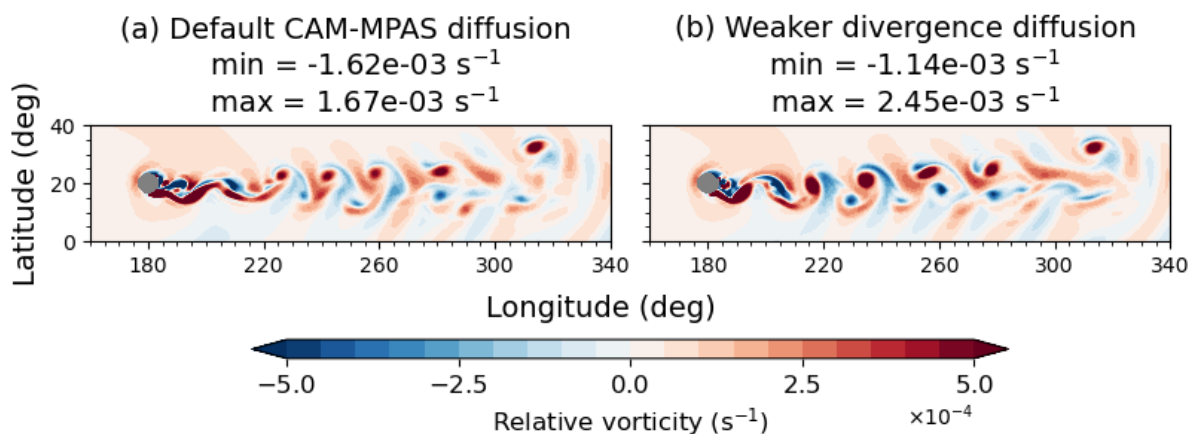 (a) Default CAM-MPAS diffusion
min = -1.62e-03 s⁻¹
max = 1.67e-03 s⁻¹
(b) Weaker divergence diffusion
min = -1.14e-03 s⁻¹
max = 2.45e-03 s⁻¹
Latitude (deg)
40
20
0
180 220 260 300 340
180 220 260 300 340
Longitude (deg)
−5.0 −2.5 0.0 2.5 5.0
Relative vorticity (s⁻¹)
×10⁻⁴